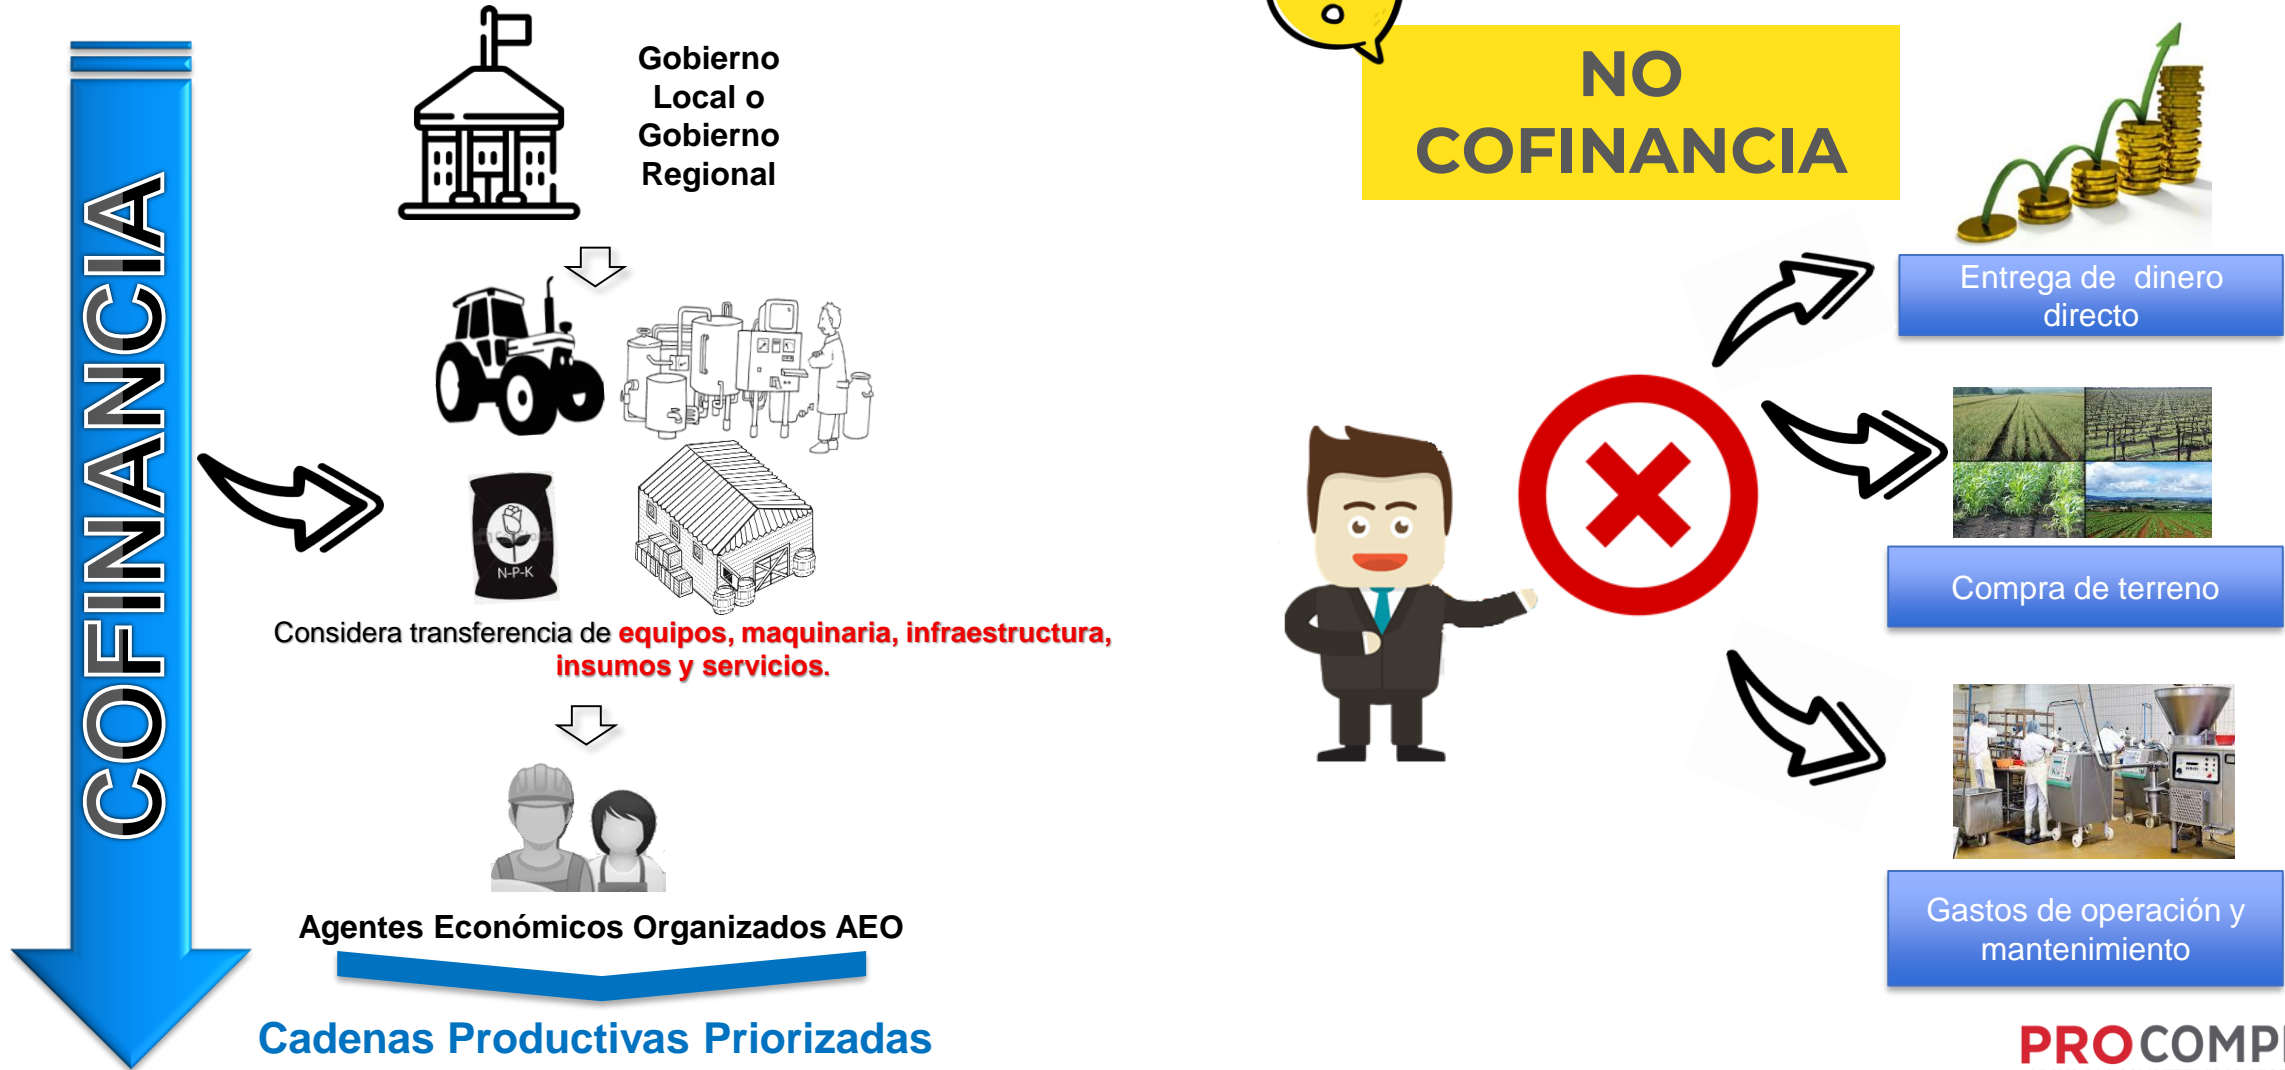 COFINANCIA
Gobierno
Local o
Gobierno
Regional
N-P-K
Considera transferencia de equipos, maquinaria, infraestructura,
insumos y servicios.
Agentes Económicos Organizados AEO
Cadenas Productivas Priorizadas
NO
COFINANCIA
Entrega de dinero
directo
Compra de terreno
Gastos de operación y
mantenimiento